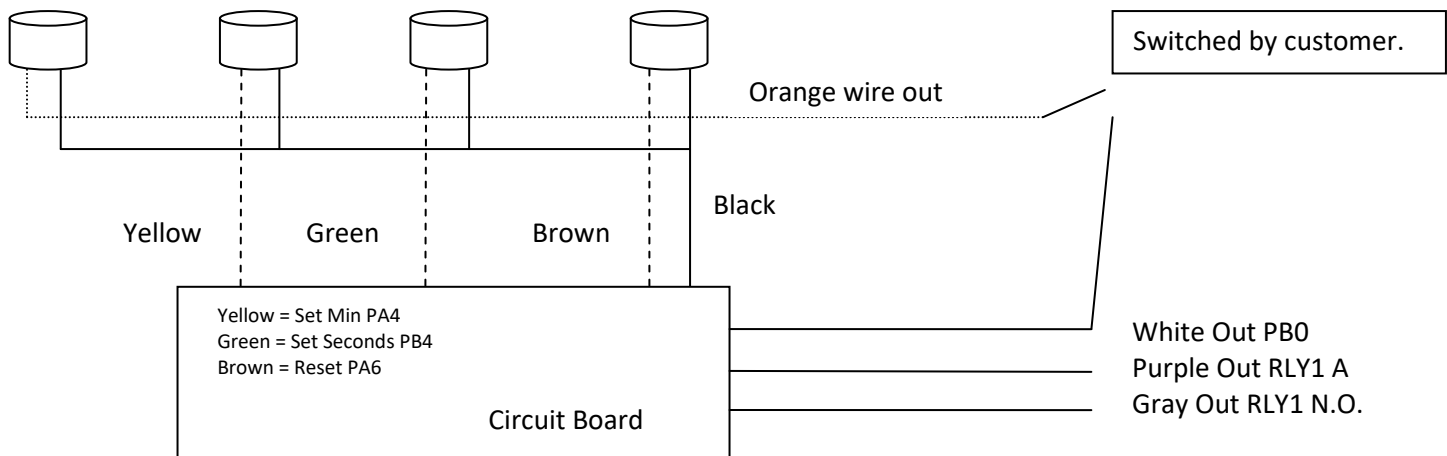 Switched by customer.
Orange wire out
Black
Yellow
Green
Brown
Yellow = Set Min PA4
Green = Set Seconds PB4
Brown = Reset PA6
Circuit Board
White Out PB0
Purple Out RLY1 A
Gray Out RLY1 N.O.